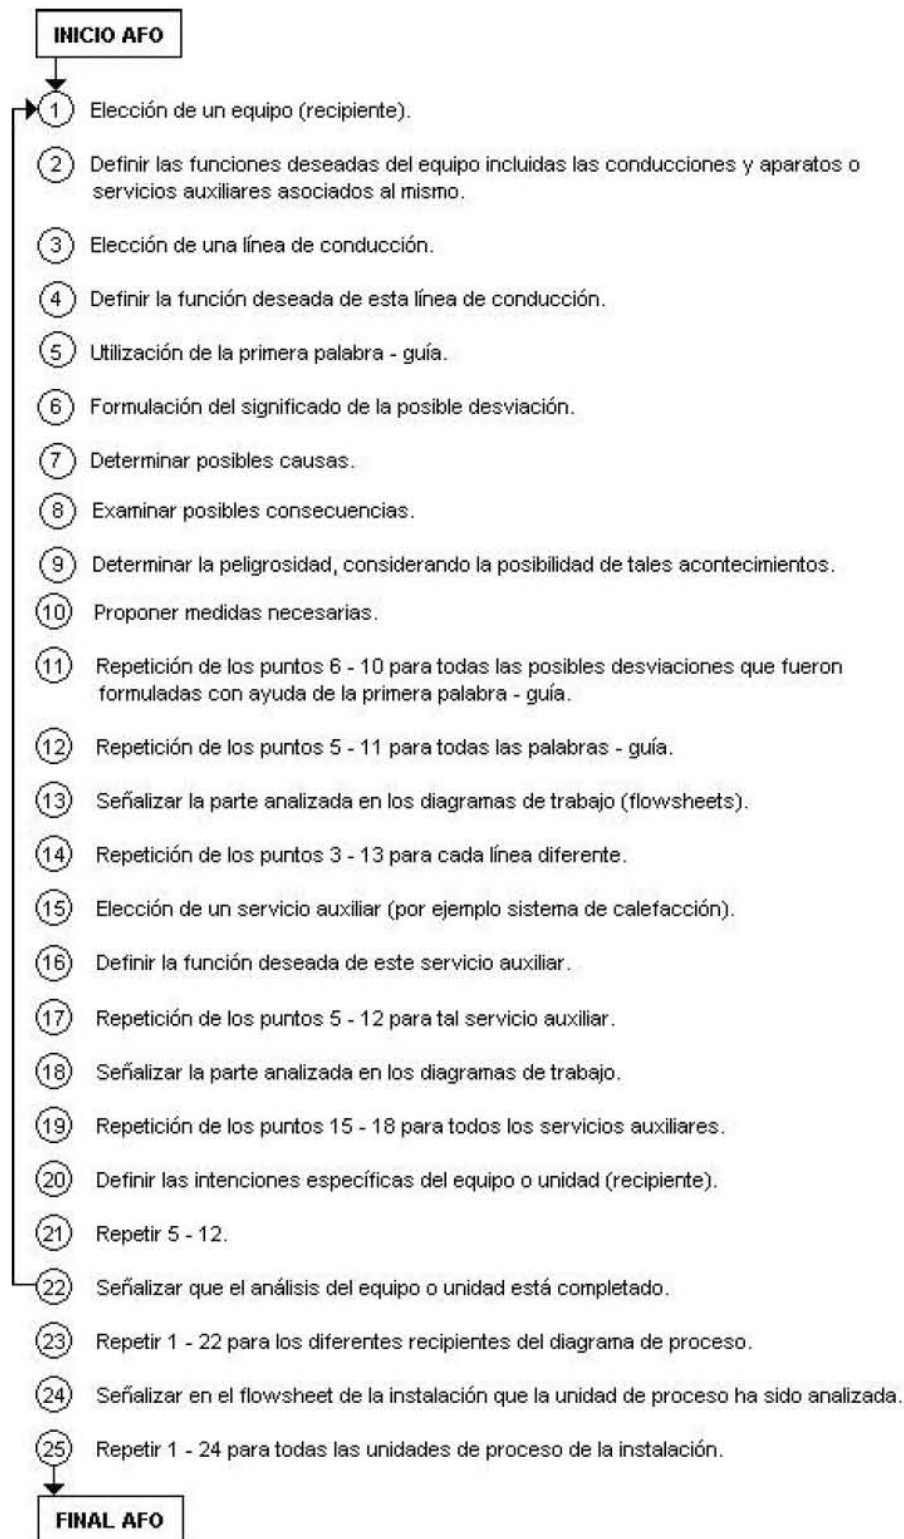 INICIO AFO
1 Elección de un equipo (recipiente).
2 Definir las funciones deseadas del equipo incluidas las conducciones y aparatos o
servicios auxiliares asociados al mismo.
3 Elección de una línea de conducción.
4 Definir la función deseada de esta línea de conducción.
5 Utilización de la primera palabra - guía.
6 Formulación del significado de la posible desviación.
7 Determinar posibles causas.
8 Examinar posibles consecuencias.
9 Determinar la peligrosidad, considerando la posibilidad de tales acontecimientos.
10 Proponer medidas necesarias.
11 Repetición de los puntos 6 - 10 para todas las posibles desviaciones que fueron
formuladas con ayuda de la primera palabra - guía.
12 Repetición de los puntos 5 - 11 para todas las palabras - guía.
13 Señalizar la parte analizada en los diagramas de trabajo (flowsheets).
14 Repetición de los puntos 3 - 13 para cada línea diferente.
15 Elección de un servicio auxiliar (por ejemplo sistema de calefacción).
16 Definir la función deseada de este servicio auxiliar.
17 Repetición de los puntos 5 - 12 para tal servicio auxiliar.
18 Señalizar la parte analizada en los diagramas de trabajo.
19 Repetición de los puntos 15 - 18 para todos los servicios auxiliares.
20 Definir las intenciones específicas del equipo o unidad (recipiente).
21 Repetir 5 - 12.
22 Señalizar que el análisis del equipo o unidad está completado.
23 Repetir 1 - 22 para los diferentes recipientes del diagrama de proceso.
24 Señalizar en el flowsheet de la instalación que la unidad de proceso ha sido analizada.
25 Repetir 1 - 24 para todas las unidades de proceso de la instalación.
FINAL AFO